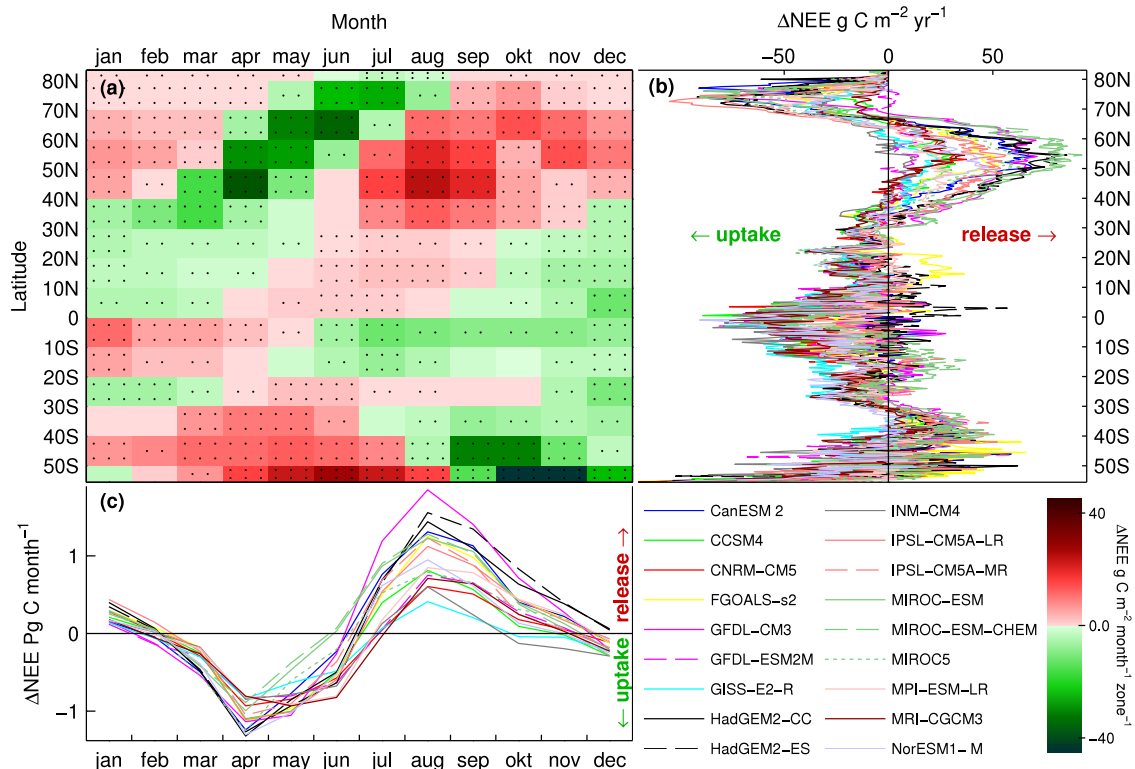 Month
jan feb mar apr may jun jul aug sep okt nov dec
(a)
Latitude
80N
70N
60N
50N
40N
30N
20N
10N
0
10S
20S
30S
40S
50S
ΔNEE g C m−2 yr−1
−50 0 50
(b)
80N
70N
60N
50N
40N
30N
20N
10N
0
10S
20S
30S
40S
50S
← uptake
release →
(c)
ΔNEE Pg C month−1
1
0
−1
release →
← uptake
jan feb mar apr may jun jul aug sep okt nov dec
CanESM 2
CCSM4
CNRM−CM5
FGOALS−s2
GFDL−CM3
GFDL−ESM2M
GISS−E2−R
HadGEM2−CC
HadGEM2−ES
INM−CM4
IPSL−CM5A−LR
IPSL−CM5A−MR
MIROC−ESM
MIROC−ESM−CHEM
MIROC5
MPI−ESM−LR
MRI−CGCM3
NorESM1− M
40
0.0
−40
ΔNEE g C m−2 month−1 zone−1